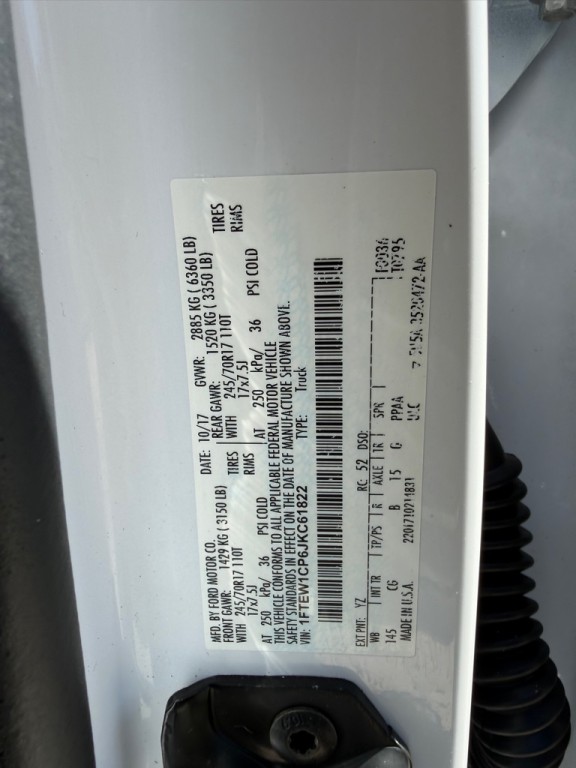 MFD. BY FORD MOTOR CO.
DATE: 10/17 GVWR: 2885 KG ( 6360 LB)
FRONT GAWR: 1429 KG ( 3150 LB) REAR GAWR: 1520 KG ( 3350 LB)
WITH 245/70R17 110T TIRES WITH 245/70R17 110T TIRES
17x7.5J RIMS 17x7.5J RIMS
AT 250 kPa/ 36 PSI COLD AT 250 kPa/ 36 PSI COLD
THIS VEHICLE CONFORMS TO ALL APPLICABLE FEDERAL MOTOR VEHICLE
SAFETY STANDARDS IN EFFECT ON THE DATE OF MANUFACTURE SHOWN ABOVE.
VIN: 1FTEW1CP6JKC61822 TYPE: Truck
EXT PNT: YZ RC: 52 DSO: F0036
WB INT TR TP/PS R AXLE TR SPR T0795
145 CG B 15 G PPAA
MADE IN U.S.A. 2201710211831 ULC